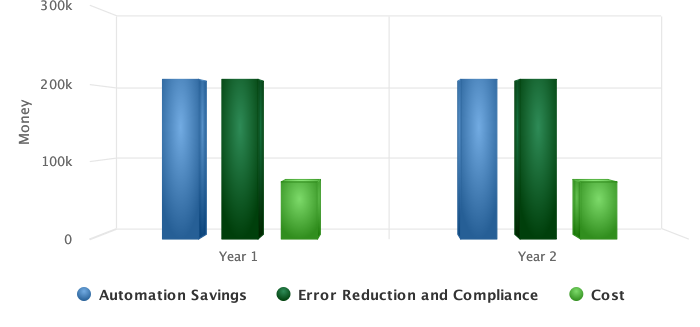 300k
200k
100k
0
Money
Year 1 Year 2
Automation Savings Error Reduction and Compliance Cost